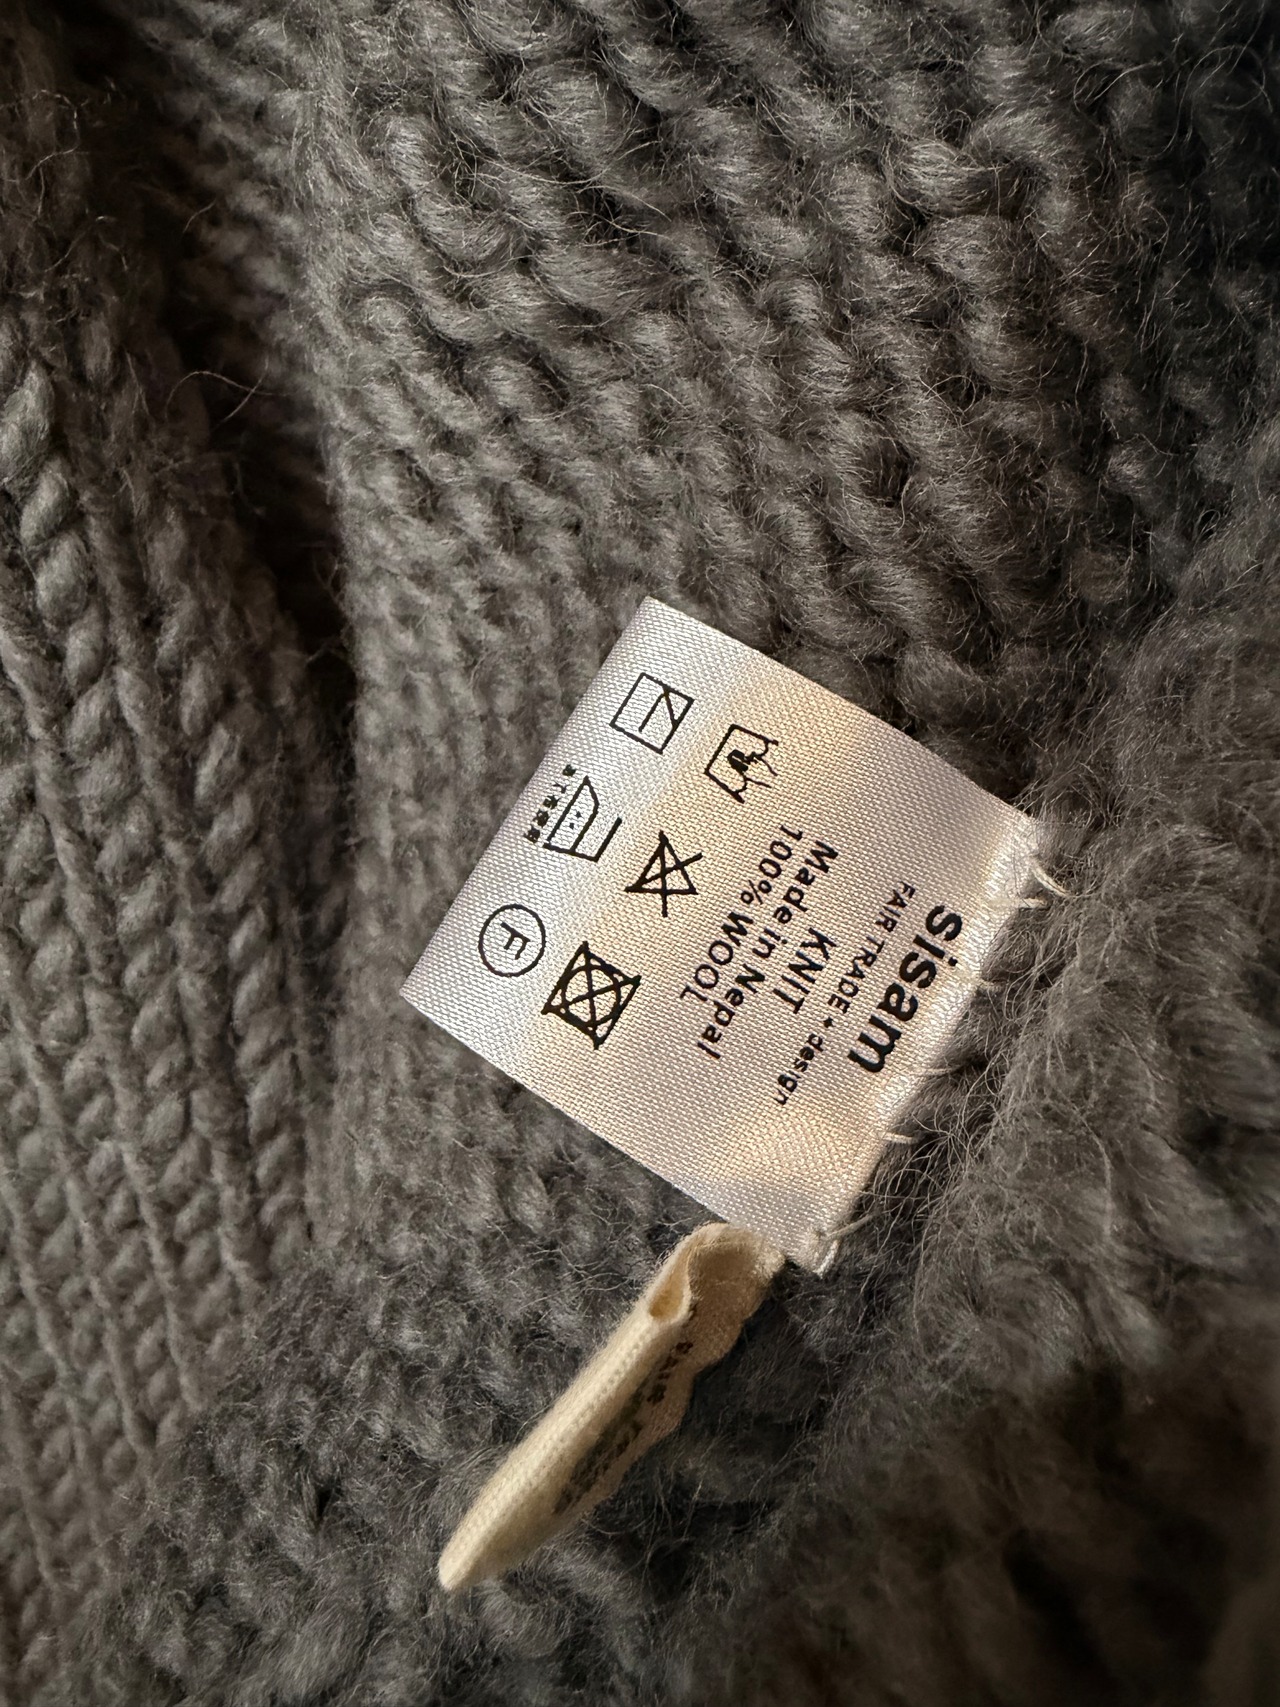 sisam
FAIR TRADE + design
KNIT
Made in Nepal
100% WOOL
F